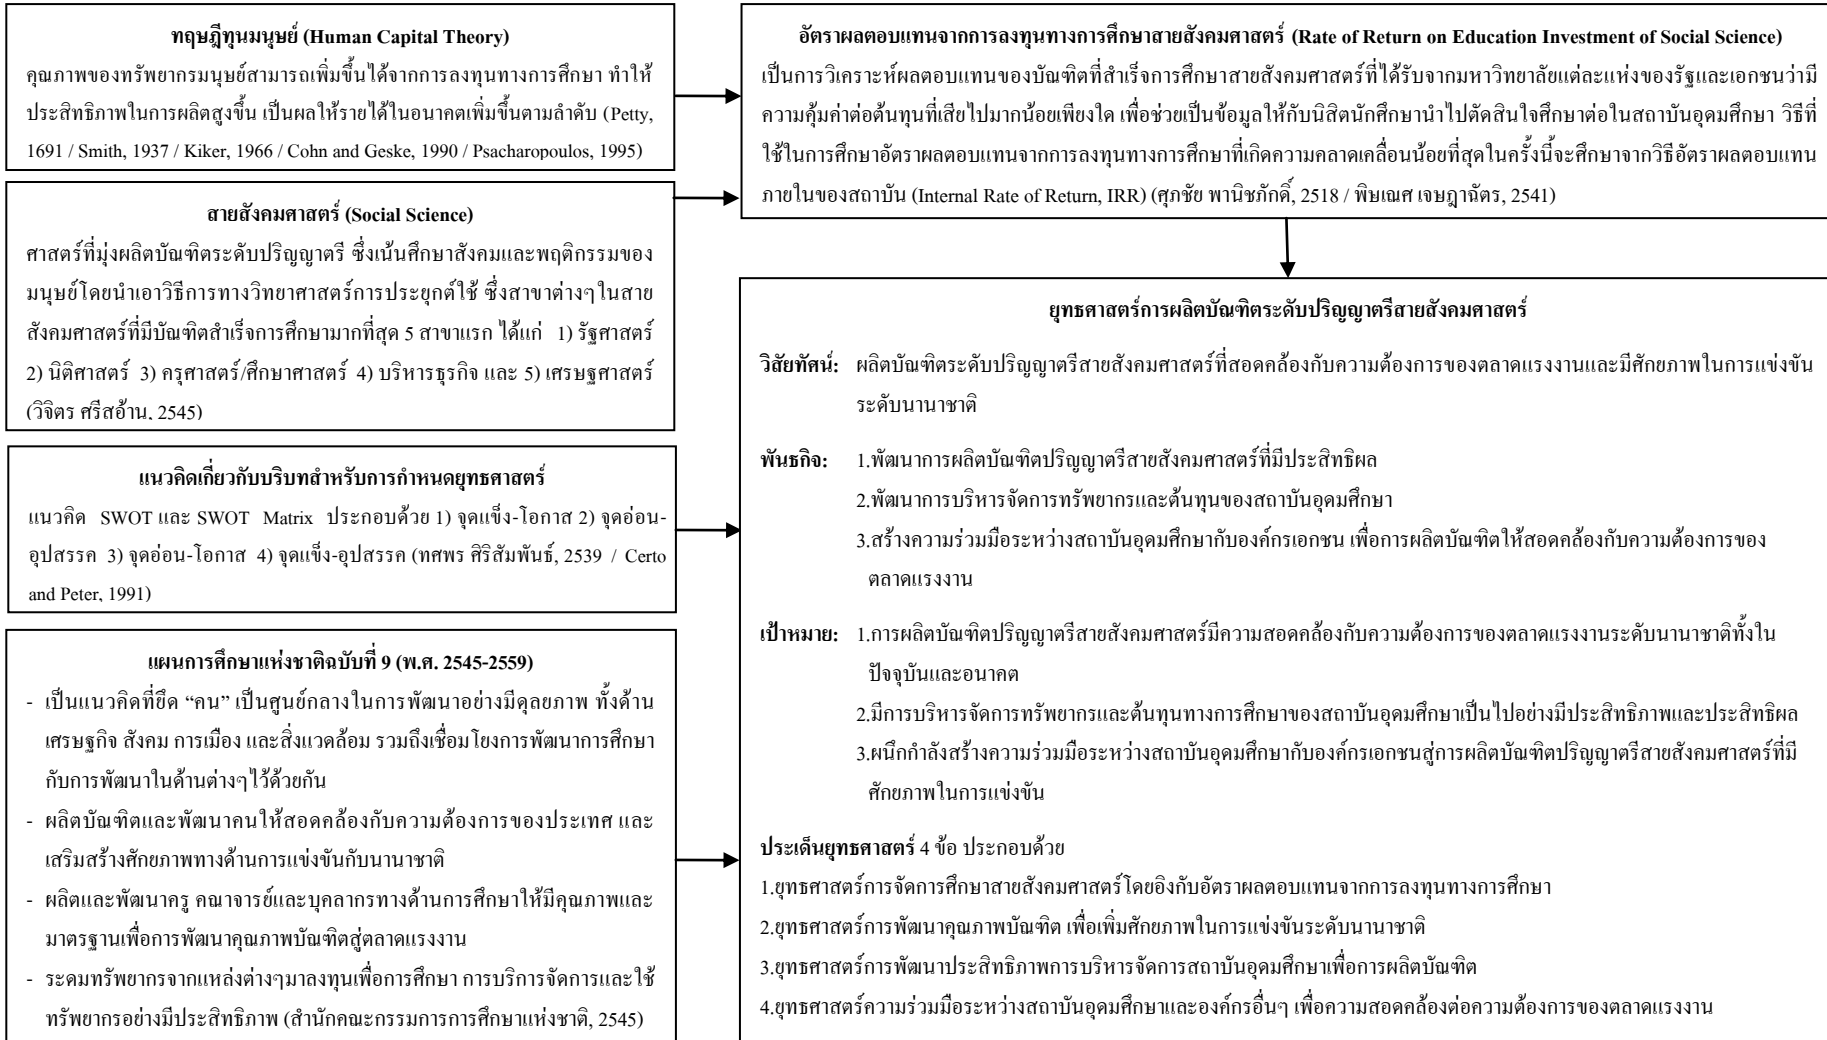 ทฤษฎีทุนมนุษย์ (Human Capital Theory)
คุณภาพของทรัพยากรมนุษย์สามารถเพิ่มขึ้นได้จากการลงทุนทางการศึกษา ทำให้
ประสิทธิภาพในการผลิตสูงขึ้น เป็นผลให้รายได้ในอนาคตเพิ่มขึ้นตามลำดับ (Petty,
1691 / Smith, 1937 / Kiker, 1966 / Cohn and Geske, 1990 / Psacharopoulos, 1995)
สายสังคมศาสตร์ (Social Science)
ศาสตร์ที่มุ่งผลิตบัณฑิตระดับปริญญาตรี ซึ่งเน้นศึกษาสังคมและพฤติกรรมของ
มนุษย์โดยนำเอาวิธีการทางวิทยาศาสตร์การประยุกต์ใช้ ซึ่งสาขาต่างๆในสาย
สังคมศาสตร์ที่มีบัณฑิตสำเร็จการศึกษามากที่สุด 5 สาขาแรก ได้แก่ 1) รัฐศาสตร์
2) นิติศาสตร์ 3) ครุศาสตร์/ศึกษาศาสตร์ 4) บริหารธุรกิจ และ 5) เศรษฐศาสตร์
(วิจิตร ศรีสอ้าน, 2545)
แนวคิดเกี่ยวกับบริบทสำหรับการกำหนดยุทธศาสตร์
แนวคิด SWOT และ SWOT Matrix ประกอบด้วย 1) จุดแข็ง-โอกาส 2) จุดอ่อน-
อุปสรรค 3) จุดอ่อน-โอกาส 4) จุดแข็ง-อุปสรรค (ทศพร ศิริสัมพันธ์, 2539 / Certo
and Peter, 1991)
แผนการศึกษาแห่งชาติฉบับที่ 9 (พ.ศ. 2545-2559)
- เป็นแนวคิดที่ยึด “คน” เป็นศูนย์กลางในการพัฒนาอย่างมีดุลยภาพ ทั้งด้าน
เศรษฐกิจ สังคม การเมือง และสิ่งแวดล้อม รวมถึงเชื่อมโยงการพัฒนาการศึกษา
กับการพัฒนาในด้านต่างๆไว้ด้วยกัน
- ผลิตบัณฑิตและพัฒนาคนให้สอดคล้องกับความต้องการของประเทศ และ
เสริมสร้างศักยภาพทางด้านการแข่งขันกับนานาชาติ
- ผลิตและพัฒนาครู คณาจารย์และบุคลากรทางด้านการศึกษาให้มีคุณภาพและ
มาตรฐานเพื่อการพัฒนาคุณภาพบัณฑิตสู่ตลาดแรงงาน
- ระดมทรัพยากรจากแหล่งต่างๆมาลงทุนเพื่อการศึกษา การบริการจัดการและใช้
ทรัพยากรอย่างมีประสิทธิภาพ (สำนักคณะกรรมการการศึกษาแห่งชาติ, 2545)
อัตราผลตอบแทนจากการลงทุนทางการศึกษาสายสังคมศาสตร์ (Rate of Return on Education Investment of Social Science)
เป็นการวิเคราะห์ผลตอบแทนของบัณฑิตที่สำเร็จการศึกษาสายสังคมศาสตร์ที่ได้รับจากมหาวิทยาลัยแต่ละแห่งของรัฐและเอกชนว่ามี
ความคุ้มค่าต่อต้นทุนที่เสียไปมากน้อยเพียงใด เพื่อช่วยเป็นข้อมูลให้กับนิสิตนักศึกษานำไปตัดสินใจศึกษาต่อในสถาบันอุดมศึกษา วิธีที่
ใช้ในการศึกษาอัตราผลตอบแทนจากการลงทุนทางการศึกษาที่เกิดความคลาดเคลื่อนน้อยที่สุดในครั้งนี้จะศึกษาจากวิธีอัตราผลตอบแทน
ภายในของสถาบัน (Internal Rate of Return, IRR) (ศุภชัย พานิชภักดิ์, 2518 / พิษเณศ เจษฎาฉัตร, 2541)
ยุทธศาสตร์การผลิตบัณฑิตระดับปริญญาตรีสายสังคมศาสตร์
วิสัยทัศน์: ผลิตบัณฑิตระดับปริญญาตรีสายสังคมศาสตร์ที่สอดคล้องกับความต้องการของตลาดแรงงานและมีศักยภาพในการแข่งขัน
ระดับนานาชาติ
พันธกิจ: 1.พัฒนาการผลิตบัณฑิตปริญญาตรีสายสังคมศาสตร์ที่มีประสิทธิผล
2.พัฒนาการบริหารจัดการทรัพยากรและต้นทุนของสถาบันอุดมศึกษา
3.สร้างความร่วมมือระหว่างสถาบันอุดมศึกษากับองค์กรเอกชน เพื่อการผลิตบัณฑิตให้สอดคล้องกับความต้องการของ
ตลาดแรงงาน
เป้าหมาย: 1.การผลิตบัณฑิตปริญญาตรีสายสังคมศาสตร์มีความสอดคล้องกับความต้องการของตลาดแรงงานระดับนานาชาติทั้งใน
ปัจจุบันและอนาคต
2.มีการบริหารจัดการทรัพยากรและต้นทุนทางการศึกษาของสถาบันอุดมศึกษาเป็นไปอย่างมีประสิทธิภาพและประสิทธิผล
3.ผนึกกำลังสร้างความร่วมมือระหว่างสถาบันอุดมศึกษากับองค์กรเอกชนสู่การผลิตบัณฑิตปริญญาตรีสายสังคมศาสตร์ที่มี
ศักยภาพในการแข่งขัน
ประเด็นยุทธศาสตร์ 4 ข้อ ประกอบด้วย
1.ยุทธศาสตร์การจัดการศึกษาสายสังคมศาสตร์โดยอิงกับอัตราผลตอบแทนจากการลงทุนทางการศึกษา
2.ยุทธศาสตร์การพัฒนาคุณภาพบัณฑิต เพื่อเพิ่มศักยภาพในการแข่งขันระดับนานาชาติ
3.ยุทธศาสตร์การพัฒนาประสิทธิภาพการบริหารจัดการสถาบันอุดมศึกษาเพื่อการผลิตบัณฑิต
4.ยุทธศาสตร์ความร่วมมือระหว่างสถาบันอุดมศึกษาและองค์กรอื่นๆ เพื่อความสอดคล้องต่อความต้องการของตลาดแรงงาน